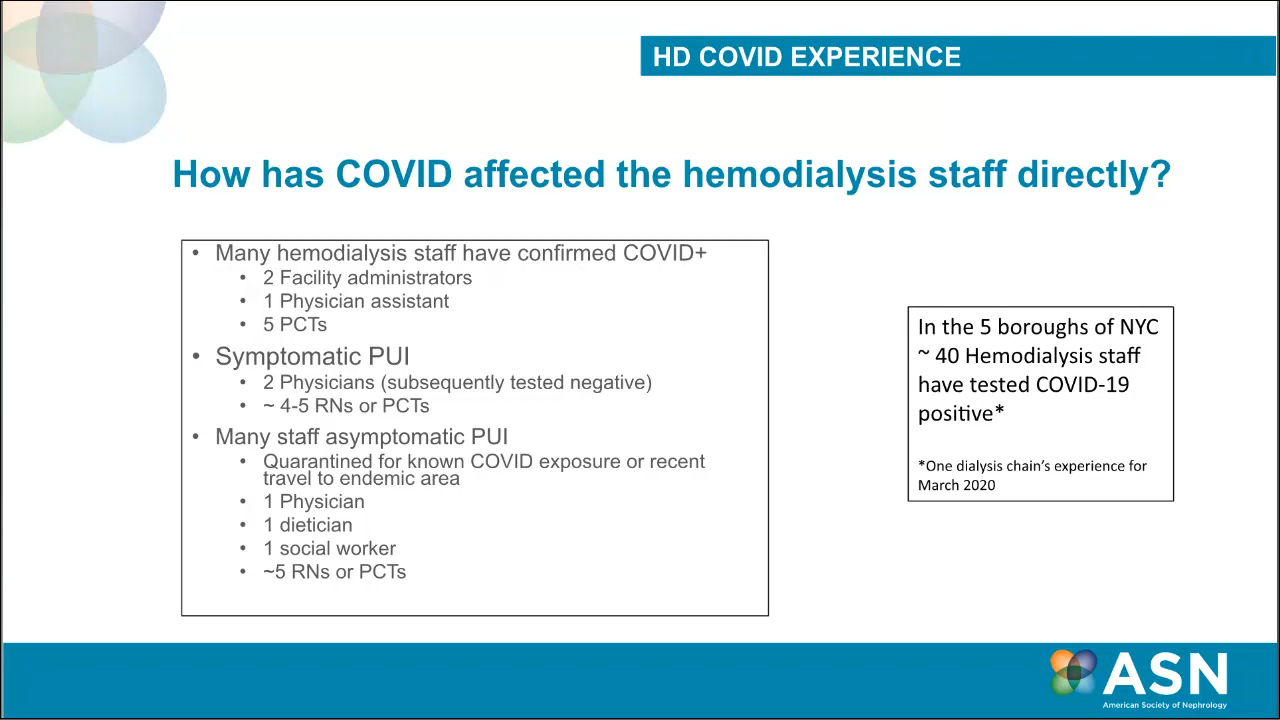 HD COVID EXPERIENCE
How has COVID affected the hemodialysis staff directly?
• Many hemodialysis staff have confirmed COVID+
• 2 Facility administrators
• 1 Physician assistant
• 5 PCTs
• Symptomatic PUI
• 2 Physicians (subsequently tested negative)
• ~ 4-5 RNs or PCTs
• Many staff asymptomatic PUI
• Quarantined for known COVID exposure or recent
travel to endemic area
• 1 Physician
• 1 dietician
• 1 social worker
• ~5 RNs or PCTs
In the 5 boroughs of NYC
~ 40 Hemodialysis staff
have tested COVID-19
positive*
*One dialysis chain's experience for
March 2020
ASN
American Society of Nephrology